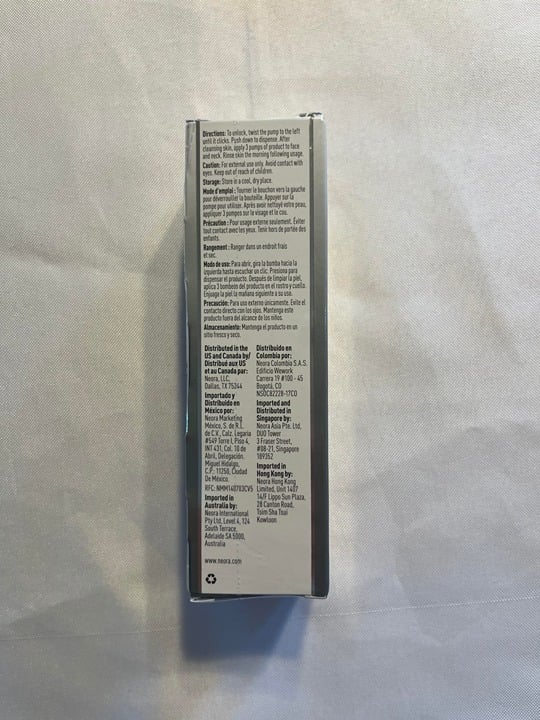 Directions: To unlock, twist the pump to the left
until it clicks. Push down to dispense. After
cleansing skin, apply 3 pumps of product to face
and neck. Rinse skin the morning following usage.
Caution: For external use only. Avoid contact with
eyes. Keep out of reach of children.
Storage: Store in a cool, dry place.
Mode d'emploi : Tourner le bouchon vers la gauche
pour déverrouiller la bouteille. Appuyer sur la
pompe pour utiliser. Après avoir nettoyé votre peau,
appliquer 3 pompes sur le visage et le cou.
Précaution : Pour usage externe seulement. Éviter
tout contact avec les yeux. Tenir hors de portée des
enfants.
Rangement : Ranger dans un endroit frais
et sec.
Modo de uso: Para abrir, gira la bomba hacia la
izquierda hasta escuchar un clic. Presiona para
dispensar el producto. Después de limpiar la piel,
aplica 3 bombeos del producto en el rostro y cuello.
Enjuaga la piel la mañana siguiente a su uso.
Precaución: Para uso externo únicamente. Evite el
contacto directo con los ojos. Mantenga este
producto fuera del alcance de los niños.
Almacenamiento: Mantenga el producto en un
sitio fresco y seco.
Distributed in the
US and Canada by/
Distribué aux US
et au Canada par:
Neora, LLC,
Dallas, TX 75244
Importado y
Distribuido en
México por:
Neora Marketing
México, S. de R.L.
de C.V., Calz. Legaria
#549 Torre I, Piso 4,
INT 431, Col. 10 de
Abril, Delegación
Miguel Hidalgo,
C.P. 11250, Ciudad
De México.
RFC: NMM140703CV5
Imported in
Australia by:
Neora International
Pty Ltd, Level 4, 124
South Terrace,
Adelaide SA 5000,
Australia
Distribuido en
Colombia por:
Neora Colombia S.A.S.
Edificio Wework
Carrera 19 #100 - 45
Bogotá, CO
NSOC82228-17CO
Imported and
Distributed in
Singapore by:
Neora Asia Pte. Ltd,
DUO Tower
3 Fraser Street,
#08-21, Singapore
189352
Imported in
Hong Kong by:
Neora Hong Kong
Limited, Unit 1407
14/F Lippo Sun Plaza,
28 Canton Road,
Tsim Sha Tsui
Kowloon
www.neora.com